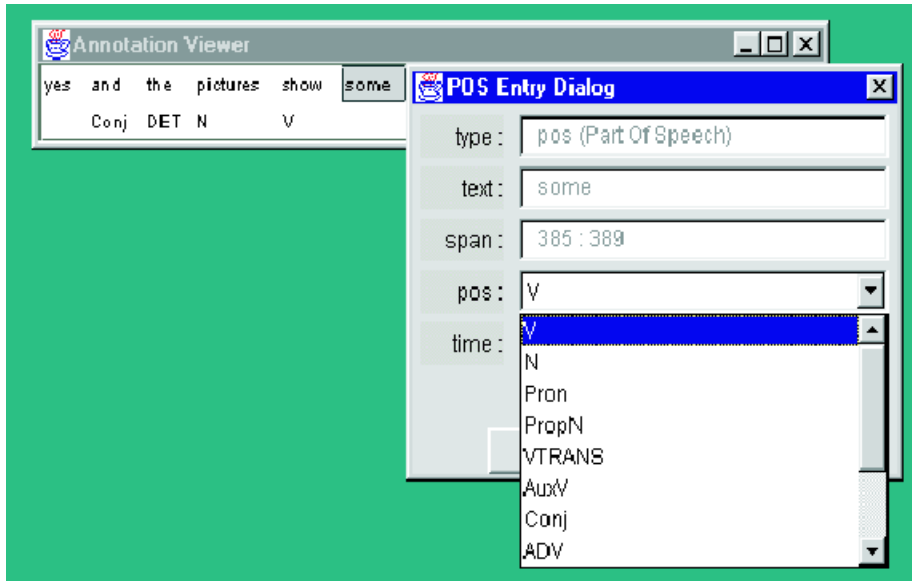 Annotation Viewer
yes and the pictures show some
Conj DET N V
POS Entry Dialog
type : pos (Part Of Speech)
text : some
span : 385 : 389
pos : V
time :
V
N
Pron
PropN
VTRANS
AuxV
Conj
ADV